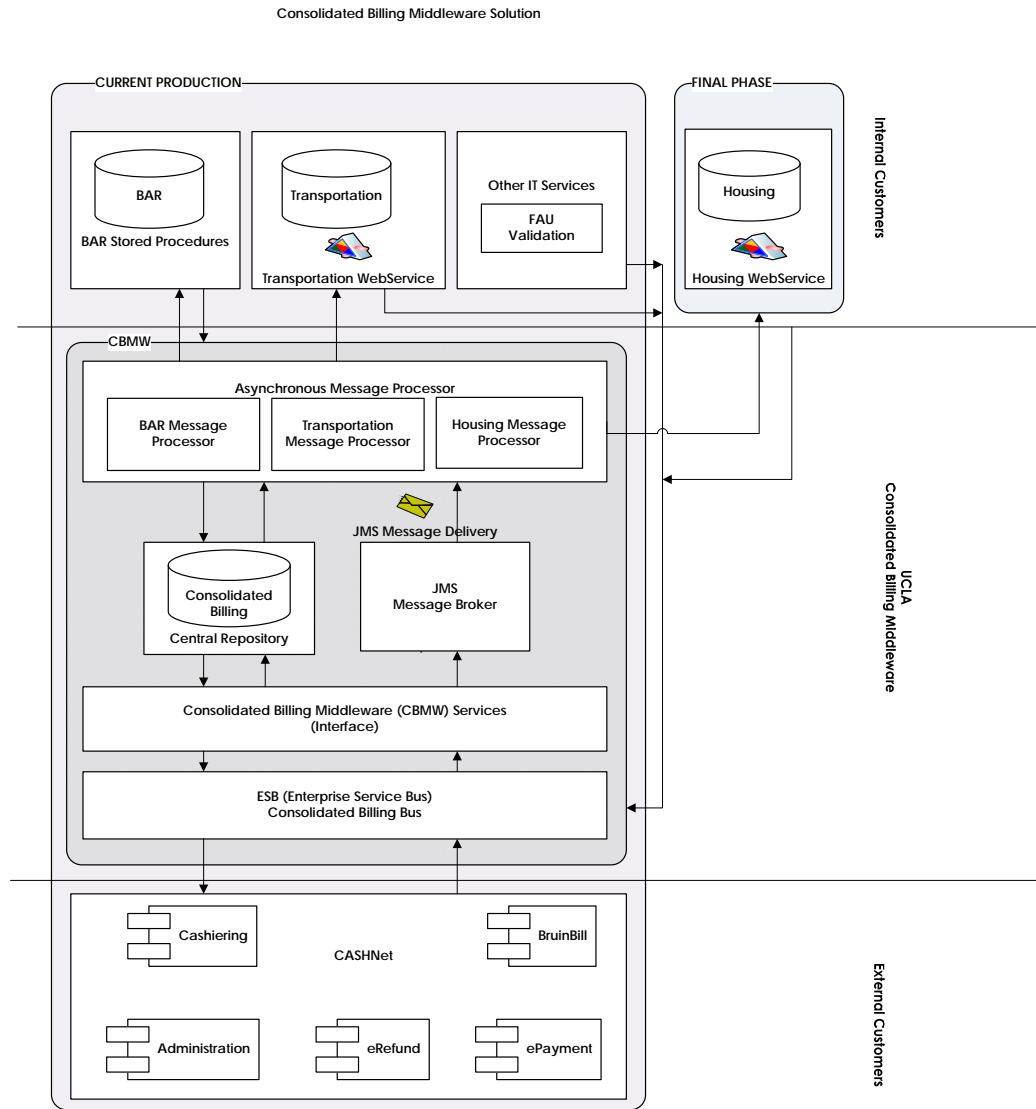 Consolidated Billing Middleware Solution
CURRENT PRODUCTION
FINAL PHASE
BAR
BAR Stored Procedures
Transportation
Transportation WebService
Other IT Services
FAU
Validation
Housing
Housing WebService
Internal Customers
CBMW
Asynchronous Message Processor
BAR Message
Processor
Transportation
Message Processor
Housing Message
Processor
JMS Message Delivery
Consolidated
Billing
Central Repository
JMS
Message Broker
UCLA
Consolidated Billing Middleware
Consolidated Billing Middleware (CBMW) Services
(Interface)
ESB (Enterprise Service Bus)
Consolidated Billing Bus
Cashiering
BruinBill
CASHNet
Administration
eRefund
ePayment
External Customers